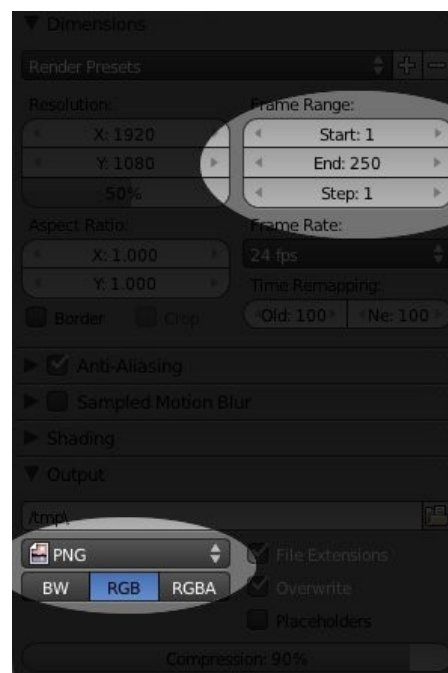 Dimensions
Render Presets
Resolution:
Frame Range:
X: 1920
Start: 1
Y: 1080
End: 250
50%
Step: 1
Aspect Ratio:
Frame Rate:
X: 1.000
24 fps
Y: 1.000
Time Remapping:
Border
Crop
Old: 100
Ne: 100
Anti-Aliasing
Sampled Motion Blur
Shading
Output
/tmp\
PNG
File Extensions
BW
RGB
RGBA
Overwrite
Placeholders
Compression: 90%